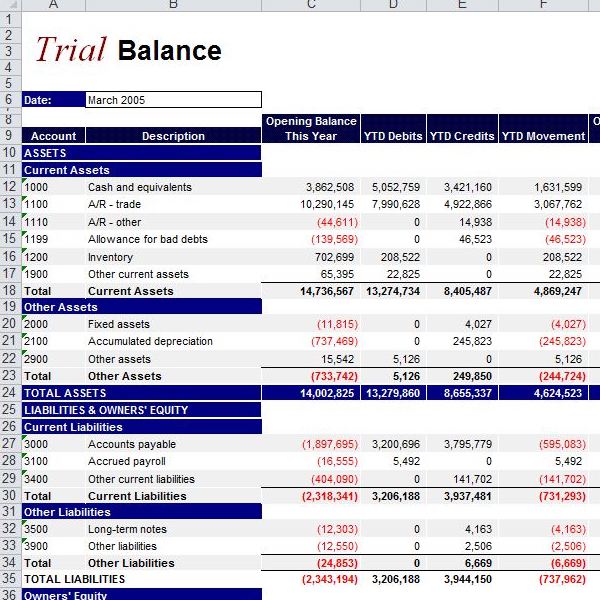 A B C D E F
1
2
Trial Balance
3
4
5
6 Date: March 2005
8 Opening Balance O
9 Account Description This Year YTD Debits YTD Credits YTD Movement
10 ASSETS
11 Current Assets
12 1000 Cash and equivalents 3,862,508 5,052,759 3,421,160 1,631,599
13 1100 A/R - trade 10,290,145 7,990,628 4,922,866 3,067,762
14 1110 A/R - other (44,611) 0 14,938 (14,938)
15 1199 Allowance for bad debts (139,569) 0 46,523 (46,523)
16 1200 Inventory 702,699 208,522 0 208,522
17 1900 Other current assets 65,395 22,825 0 22,825
18 Total Current Assets 14,736,567 13,274,734 8,405,487 4,869,247
19 Other Assets
20 2000 Fixed assets (11,815) 0 4,027 (4,027)
21 2100 Accumulated depreciation (737,469) 0 245,823 (245,823)
22 2900 Other assets 15,542 5,126 0 5,126
23 Total Other Assets (733,742) 5,126 249,850 (244,724)
24 TOTAL ASSETS 14,002,825 13,279,860 8,655,337 4,624,523
25 LIABILITIES & OWNERS' EQUITY
26 Current Liabilities
27 3000 Accounts payable (1,897,695) 3,200,696 3,795,779 (595,083)
28 3100 Accrued payroll (16,555) 5,492 0 5,492
29 3400 Other current liabilities (404,090) 0 141,702 (141,702)
30 Total Current Liabilities (2,318,341) 3,206,188 3,937,481 (731,293)
31 Other Liabilities
32 3500 Long-term notes (12,303) 0 4,163 (4,163)
33 3900 Other liabilities (12,550) 0 2,506 (2,506)
34 Total Other Liabilities (24,853) 0 6,669 (6,669)
35 TOTAL LIABILITIES (2,343,194) 3,206,188 3,944,150 (737,962)
36 Owners' Equity